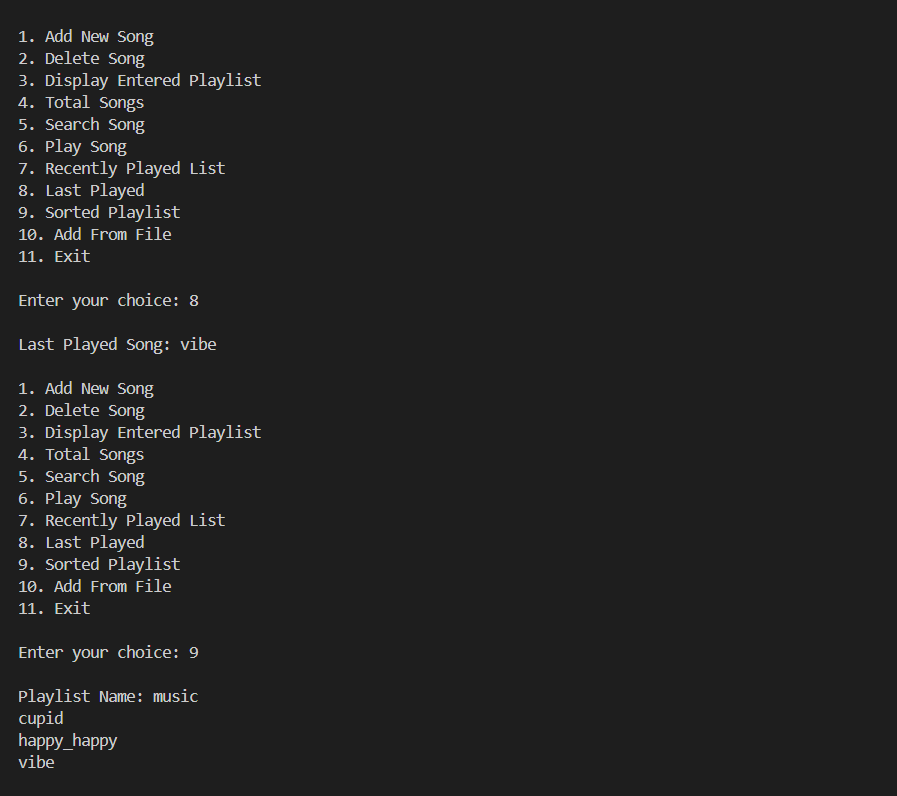 1. Add New Song
2. Delete Song
3. Display Entered Playlist
4. Total Songs
5. Search Song
6. Play Song
7. Recently Played List
8. Last Played
9. Sorted Playlist
10. Add From File
11. Exit
Enter your choice: 8
Last Played Song: vibe
1. Add New Song
2. Delete Song
3. Display Entered Playlist
4. Total Songs
5. Search Song
6. Play Song
7. Recently Played List
8. Last Played
9. Sorted Playlist
10. Add From File
11. Exit
Enter your choice: 9
Playlist Name: music
cupid
happy_happy
vibe